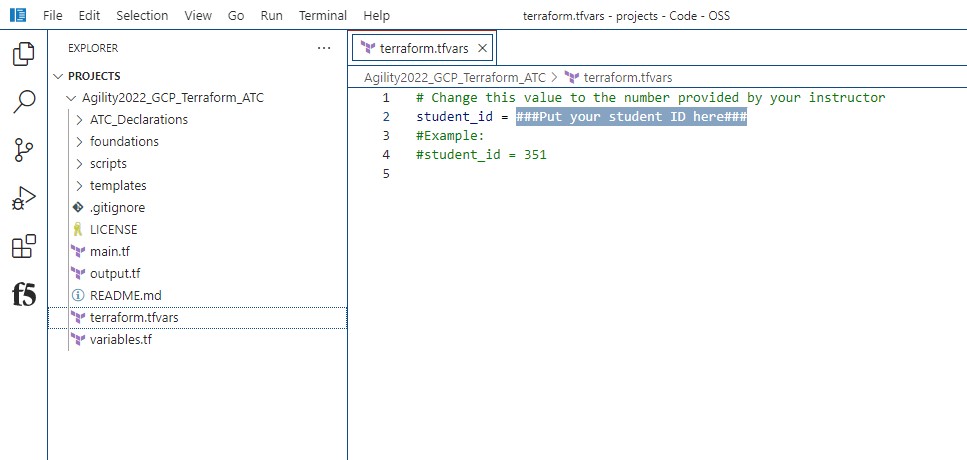 File Edit Selection View Go Run Terminal Help terraform.tfvars - projects - Code - OSS
EXPLORER ···
PROJECTS
Agility2022_GCP_Terraform_ATC
ATC_Declarations
foundations
scripts
templates
.gitignore
LICENSE
main.tf
output.tf
README.md
terraform.tfvars
variables.tf
f5
terraform.tfvars
Agility2022_GCP_Terraform_ATC > terraform.tfvars
1 # Change this value to the number provided by your instructor
2 student_id = ###Put your student ID here###
3 #Example:
4 #student_id = 351
5